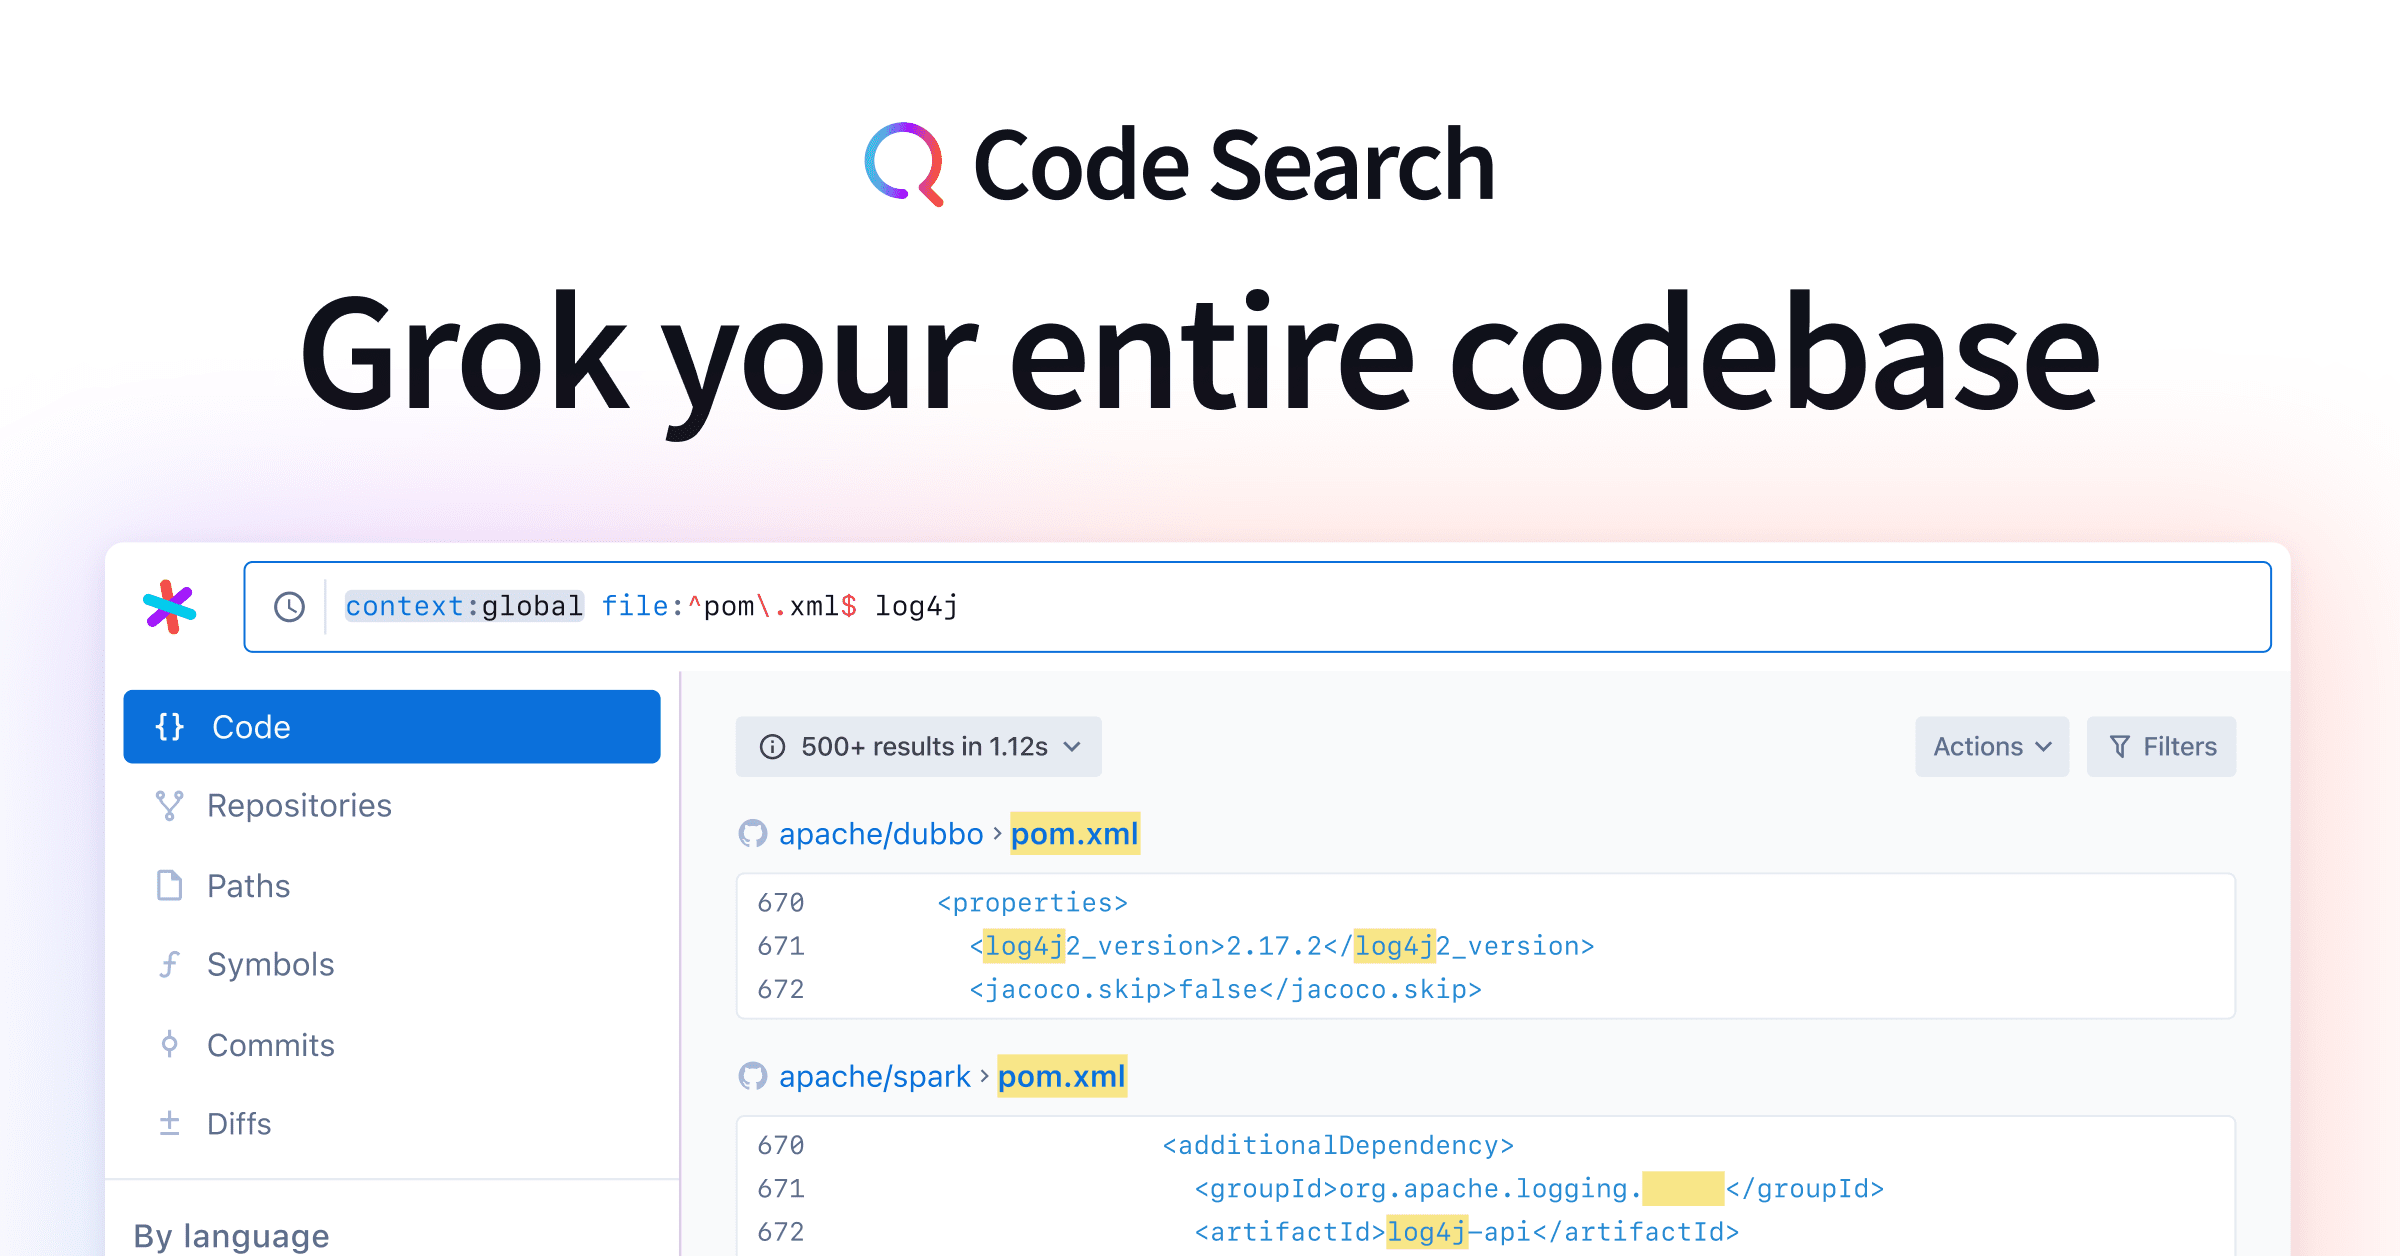 Code Search
Grok your entire codebase
context:global file:^pom\.xml$ log4j
{} Code
Repositories
Paths
Symbols
Commits
Diffs
By language
500+ results in 1.12s
Actions
Filters
apache/dubbo › pom.xml
670 <properties>
671 <log4j2_version>2.17.2</log4j2_version>
672 <jacoco.skip>false</jacoco.skip>
apache/spark › pom.xml
670 <additionalDependency>
671 <groupId>org.apache.logging.</groupId>
672 <artifactId>log4j-api</artifactId>